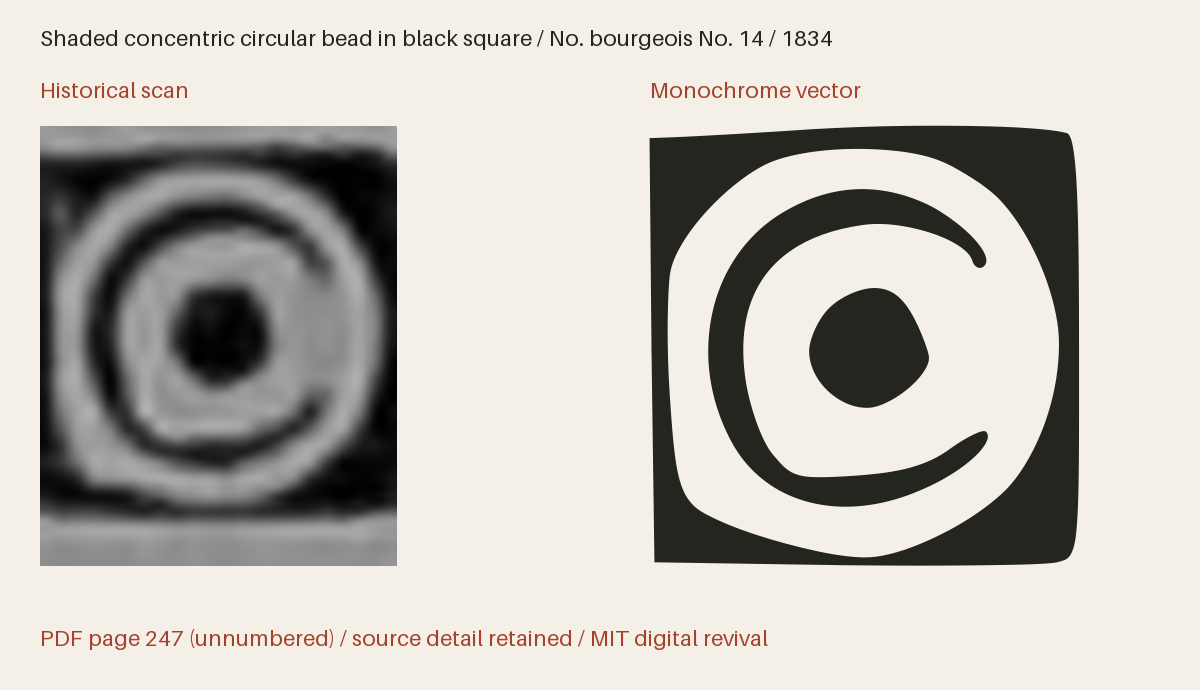 Shaded concentric circular bead in black square / No. bourgeois No. 14 / 1834
Historical scan
Monochrome vector
PDF page 247 (unnumbered) / source detail retained / MIT digital revival